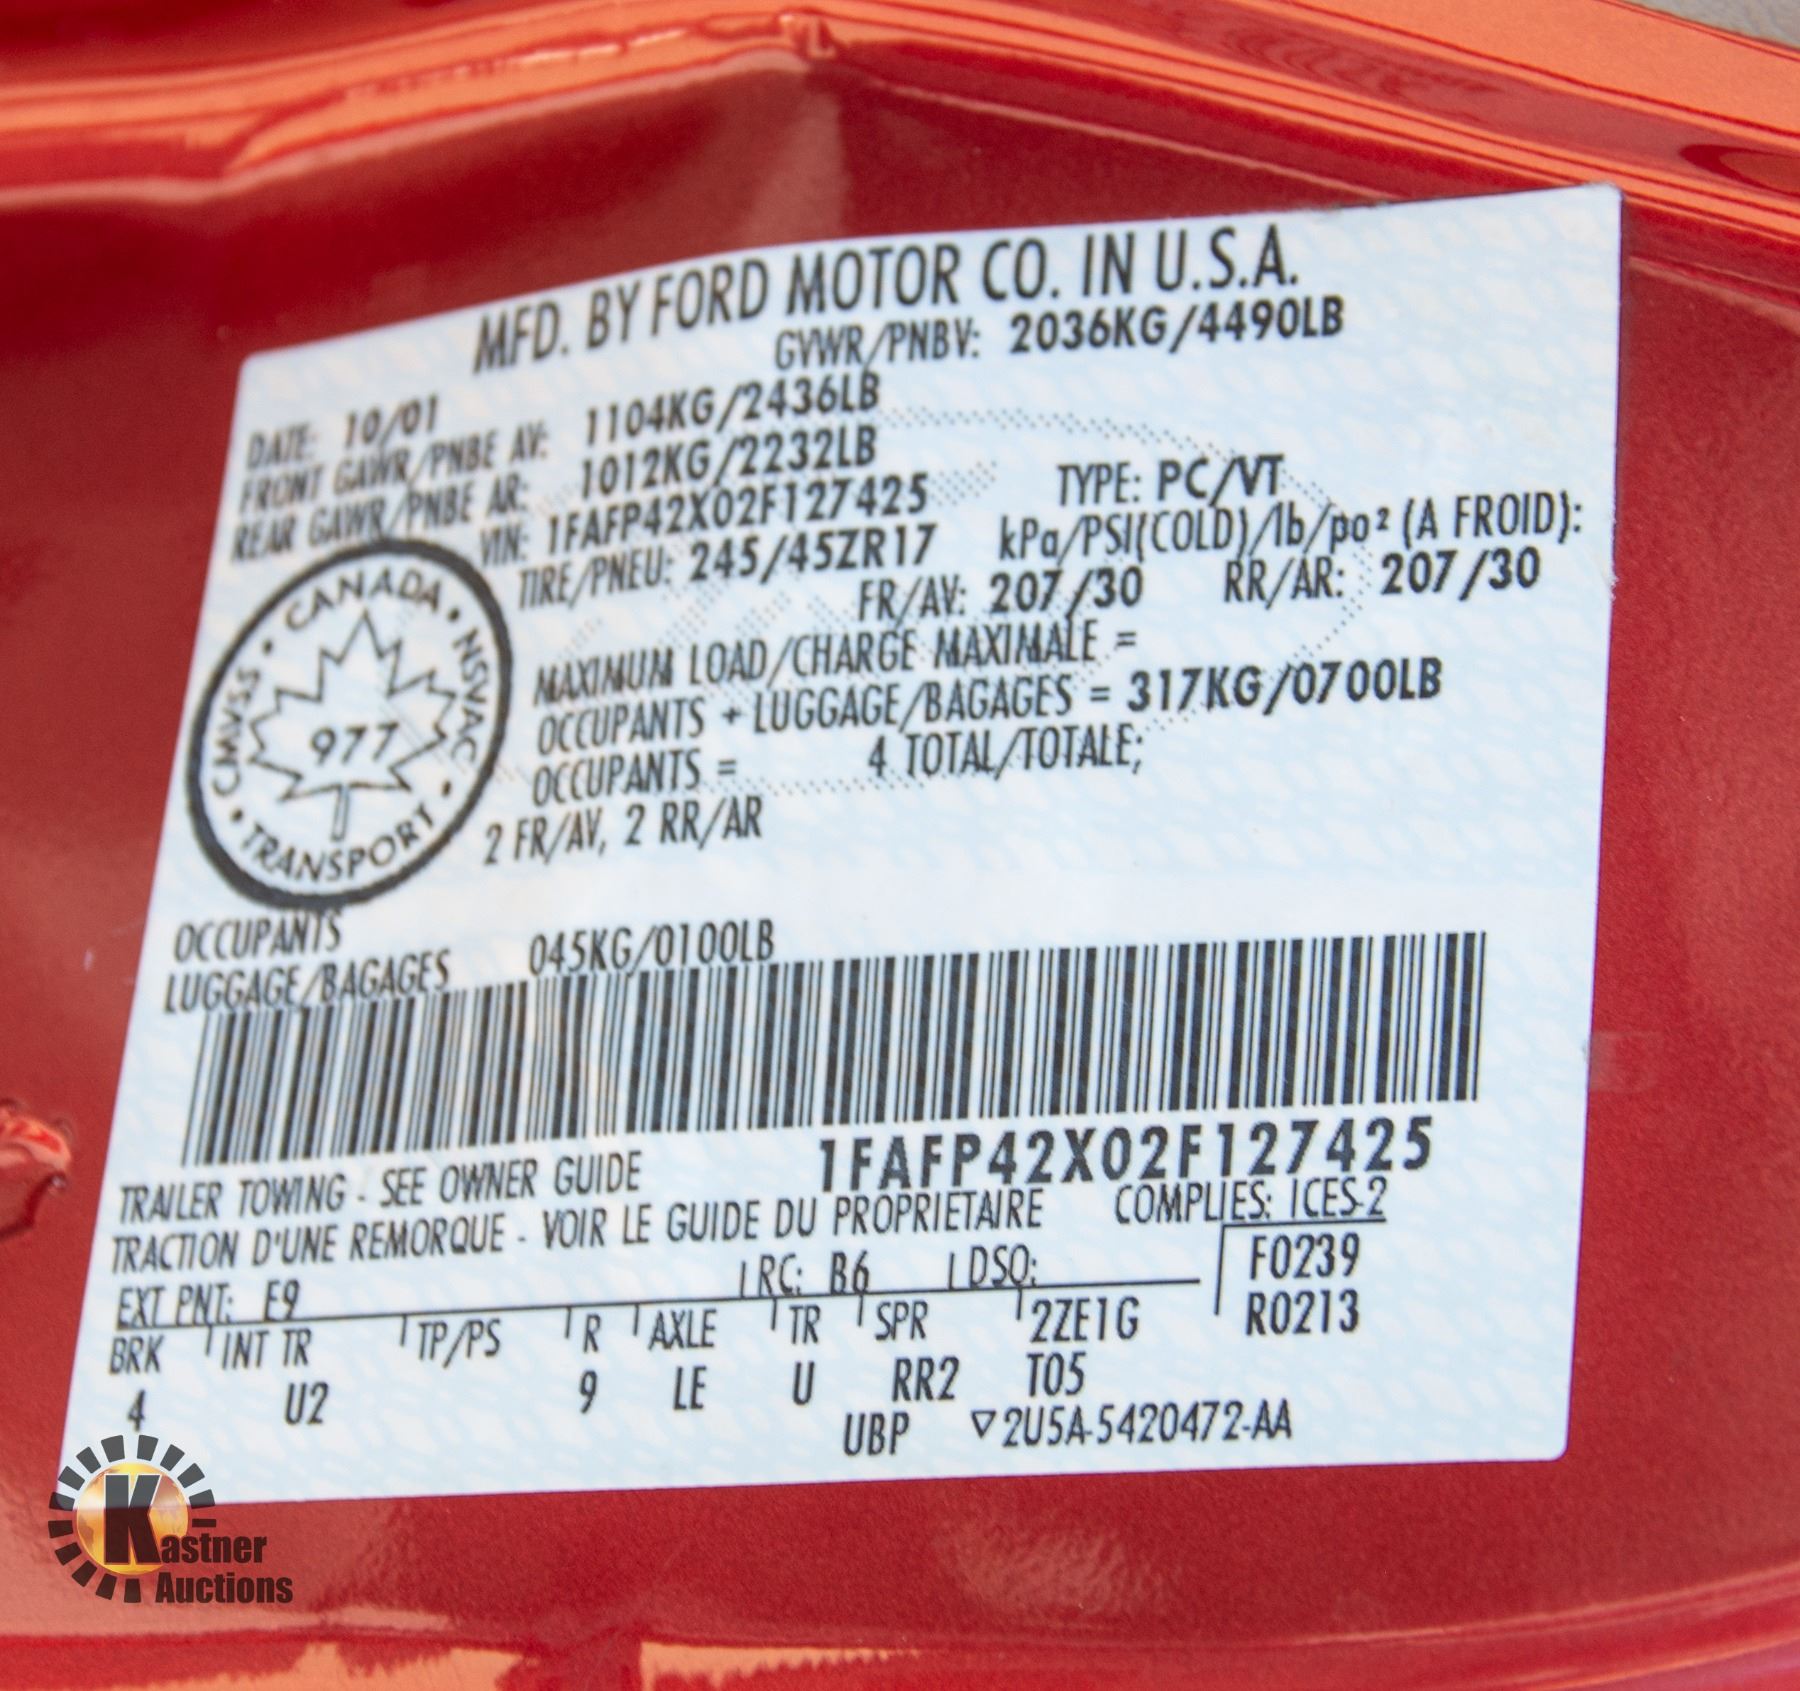 MFD. BY FORD MOTOR CO. IN U.S.A.
GVWR/PNBV: 2036KG/4490LB
DATE: 10/01
FRONT GAWR/PNBE AV: 1104KG/2436LB
REAR GAWR/PNBE AR: 1012KG/2232LB
VIN: 1FAFP42X02F127425 TYPE: PC/VT
TIRE/PNEU: 245/45ZR17 kPa/PSI(COLD)/lb/po² (A FROID):
FR/AV: 207/30 RR/AR: 207/30
MAXIMUM LOAD/CHARGE MAXIMALE =
OCCUPANTS + LUGGAGE/BAGAGES = 317KG/0700LB
OCCUPANTS = 4 TOTAL/TOTALE;
2 FR/AV, 2 RR/AR
CANADA · NSVAC · TRANSPORT · CMVSS ·
977
OCCUPANTS
LUGGAGE/BAGAGES 045KG/0100LB
1FAFP42X02F127425
TRAILER TOWING - SEE OWNER GUIDE
TRACTION D'UNE REMORQUE - VOIR LE GUIDE DU PROPRIETAIRE COMPLIES: ICES-2
EXT PNT: E9 RC: B6 DSO: F0239
BRK INT TR TP/PS R AXLE TR SPR 2ZE1G R0213
4 U2 9 LE U RR2 T05
UBP ▽2U5A-5420472-AA
Kastner
Auctions